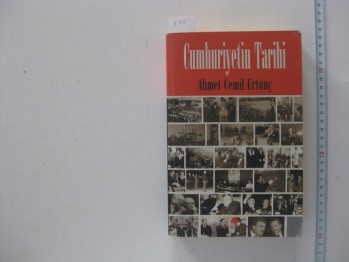 Cumhuriyetin Tarihi
Ahmet Cemil Ertunç